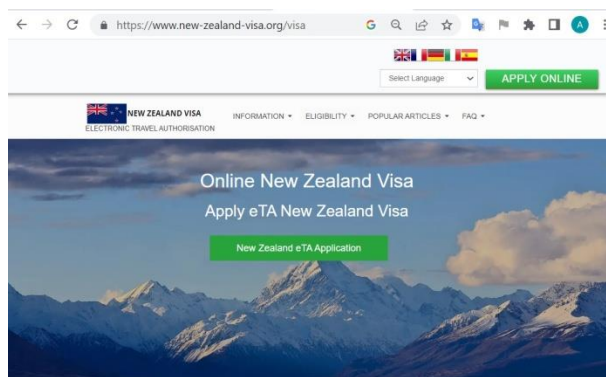 https://www.new-zealand-visa.org/visa
A
Select Language
APPLY ONLINE
NEW ZEALAND VISA
ELECTRONIC TRAVEL AUTHORISATION
INFORMATION
ELIGIBILITY
POPULAR ARTICLES
FAQ
Online New Zealand Visa
Apply eTA New Zealand Visa
New Zealand eTA Application